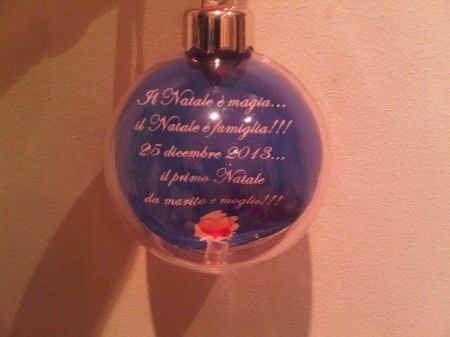 Il Natale è magia...
il Natale è famiglia!!!
25 dicembre 2013...
il primo Natale
da marito e moglie!!!